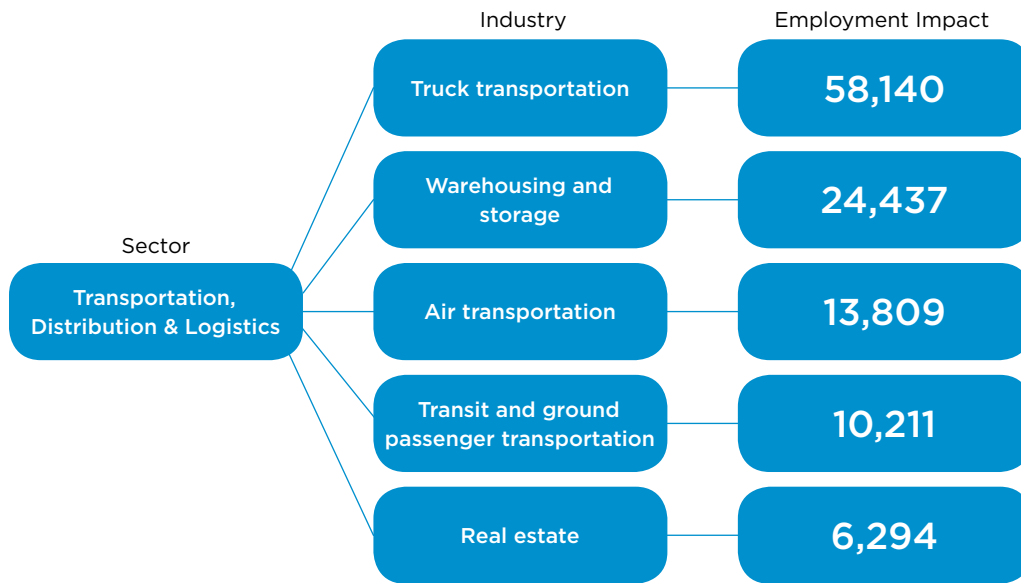 Industry
Employment Impact
Truck transportation
58,140
Warehousing and
storage
24,437
Sector
Transportation,
Distribution & Logistics
Air transportation
13,809
Transit and ground
passenger transportation
10,211
Real estate
6,294